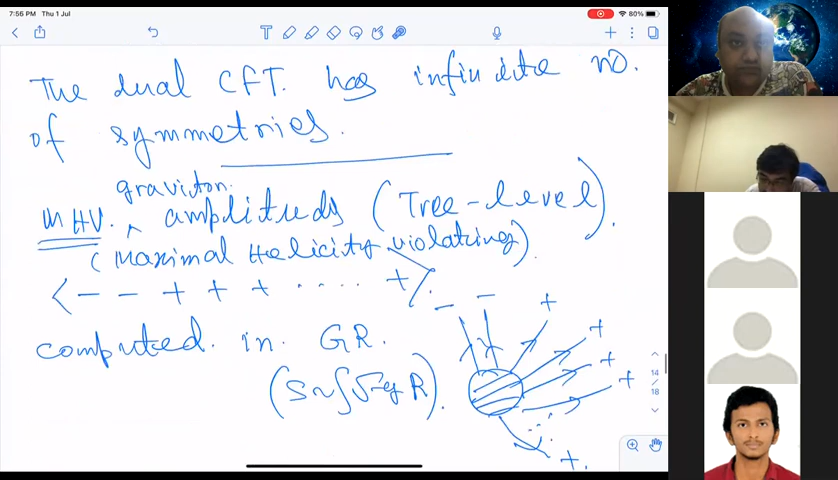 7:56 PM Thu 1 Jul
80%
The dual CFT. has infinite no.
of symmetries.
graviton.
MHV. ^ amplitudes (Tree-level).
(Maximal Helicity violating).
< - - + + + ..... + >.
computed in GR.
(S ~ ∫√-g R).
- - + + + + +.
14
/
18